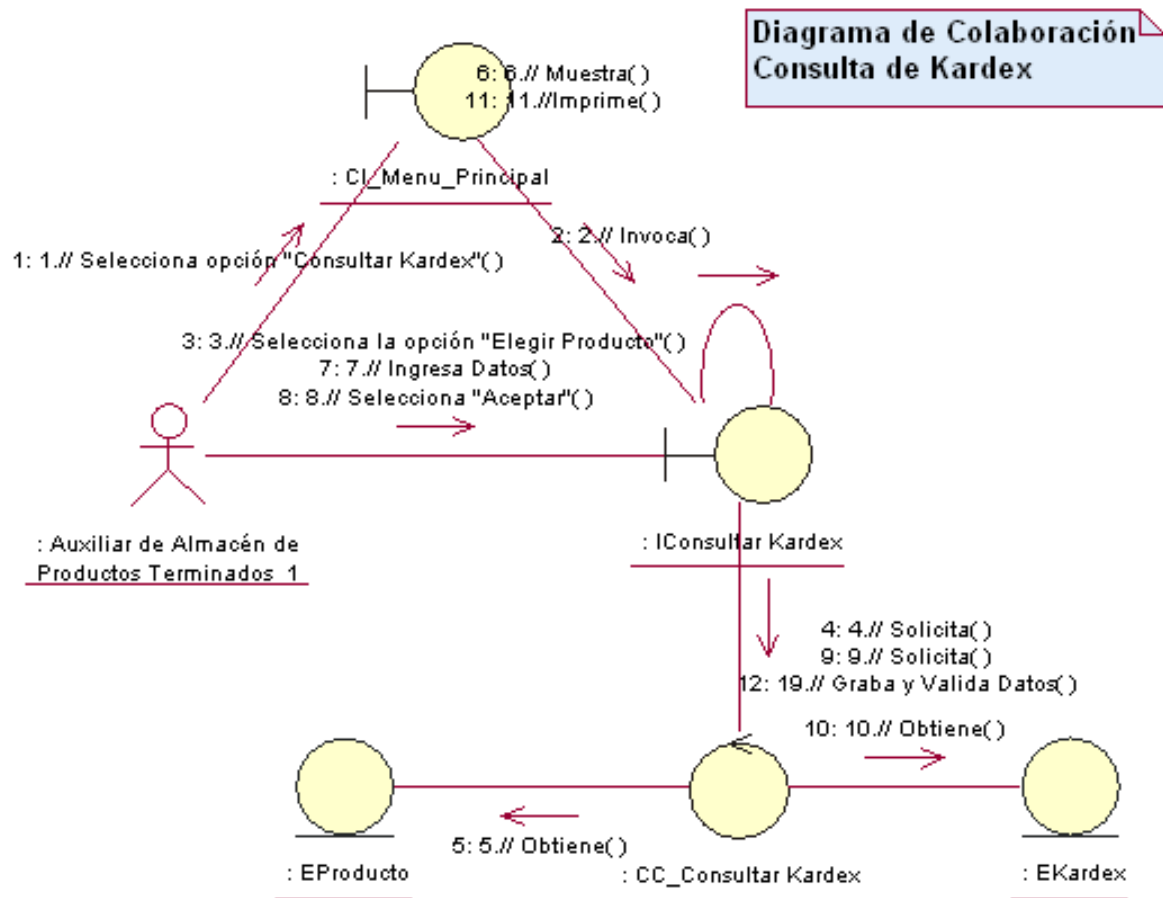 Diagrama de Colaboración
Consulta de Kardex
6: 6.// Muestra( )
11: 11.//Imprime( )
: CI_Menu_Principal
2: 2.// Invoca( )
1: 1.// Selecciona opción "Consultar Kardex"( )
3: 3.// Selecciona la opción "Elegir Producto"( )
7: 7.// Ingresa Datos( )
8: 8.// Selecciona "Aceptar"( )
: Auxiliar de Almacén de
Productos Terminados_1
: IConsultar Kardex
4: 4.// Solicita( )
9: 9.// Solicita( )
12: 19.// Graba y Valida Datos( )
10: 10.// Obtiene( )
5: 5.// Obtiene( )
: EProducto
: CC_Consultar Kardex
: EKardex